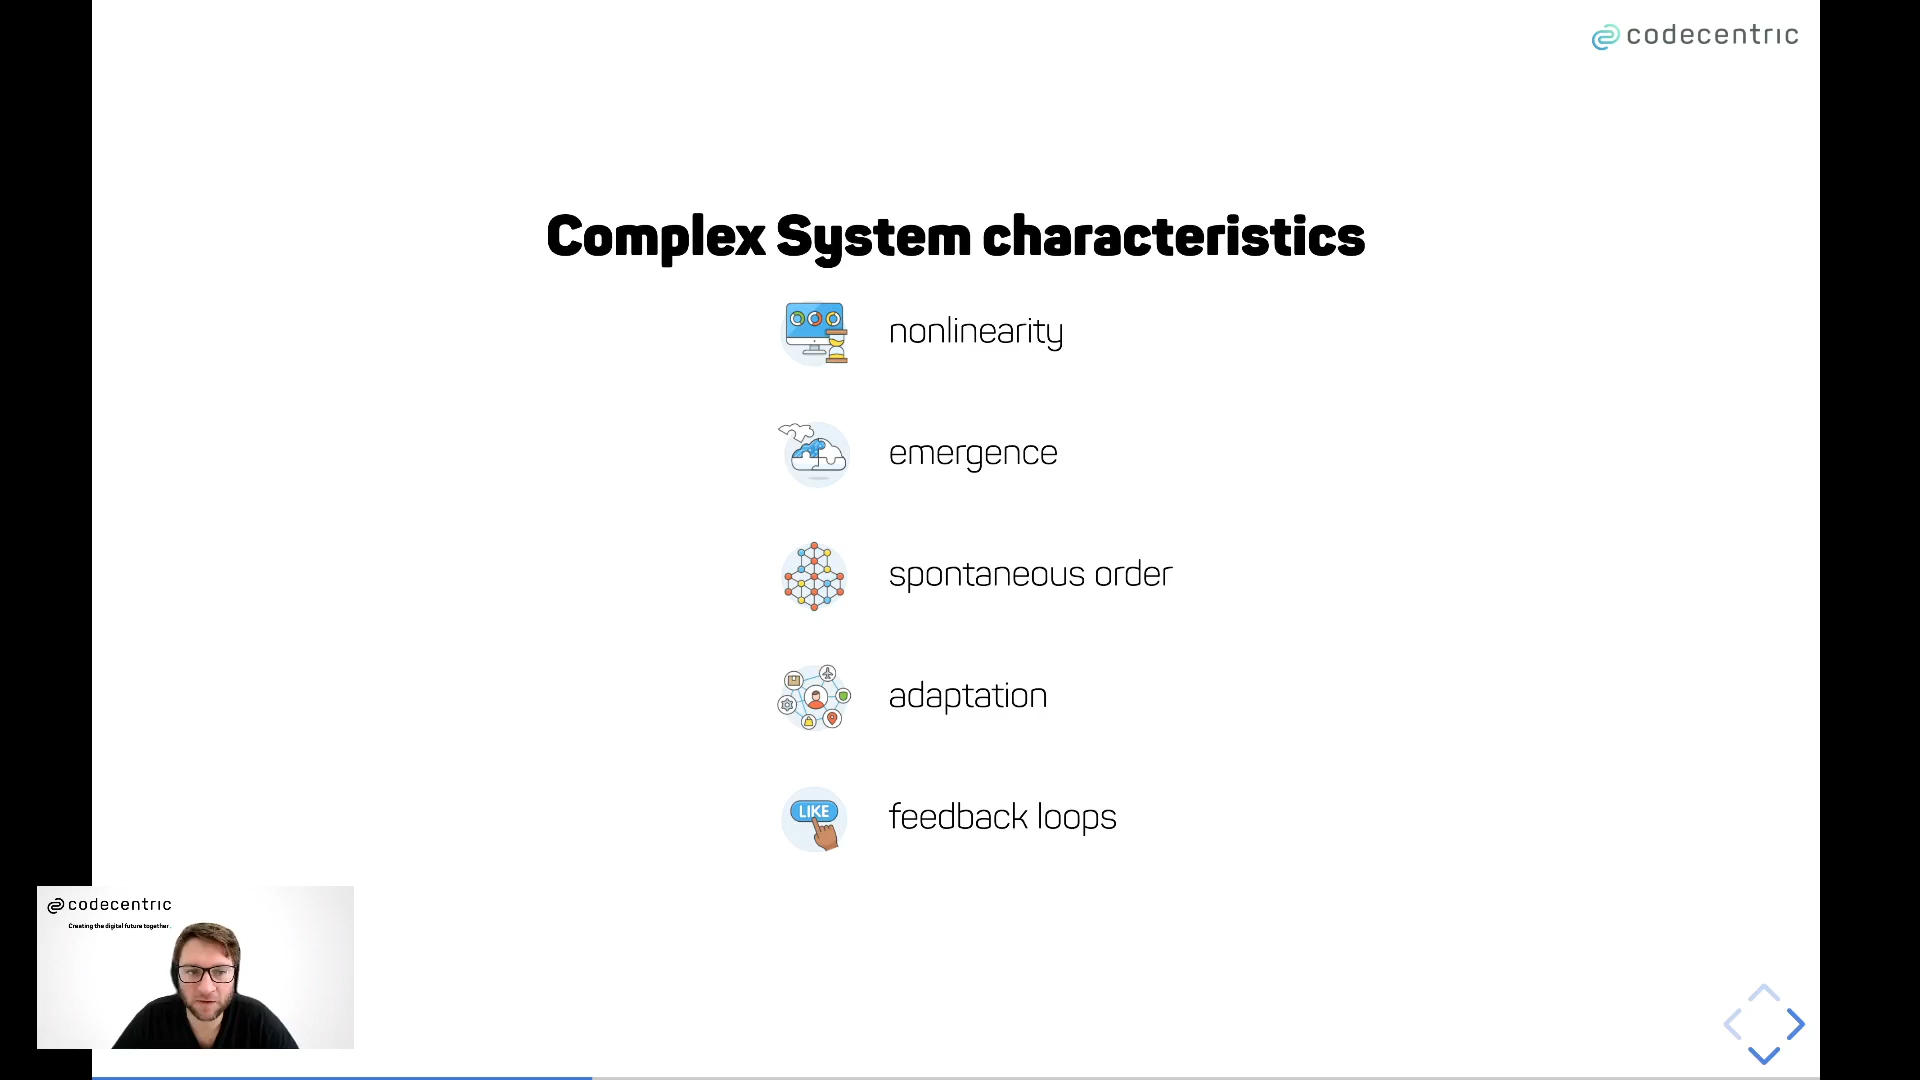 codecentric
Complex System characteristics
nonlinearity
emergence
spontaneous order
adaptation
LIKE
feedback loops
codecentric
Creating the digital future together.